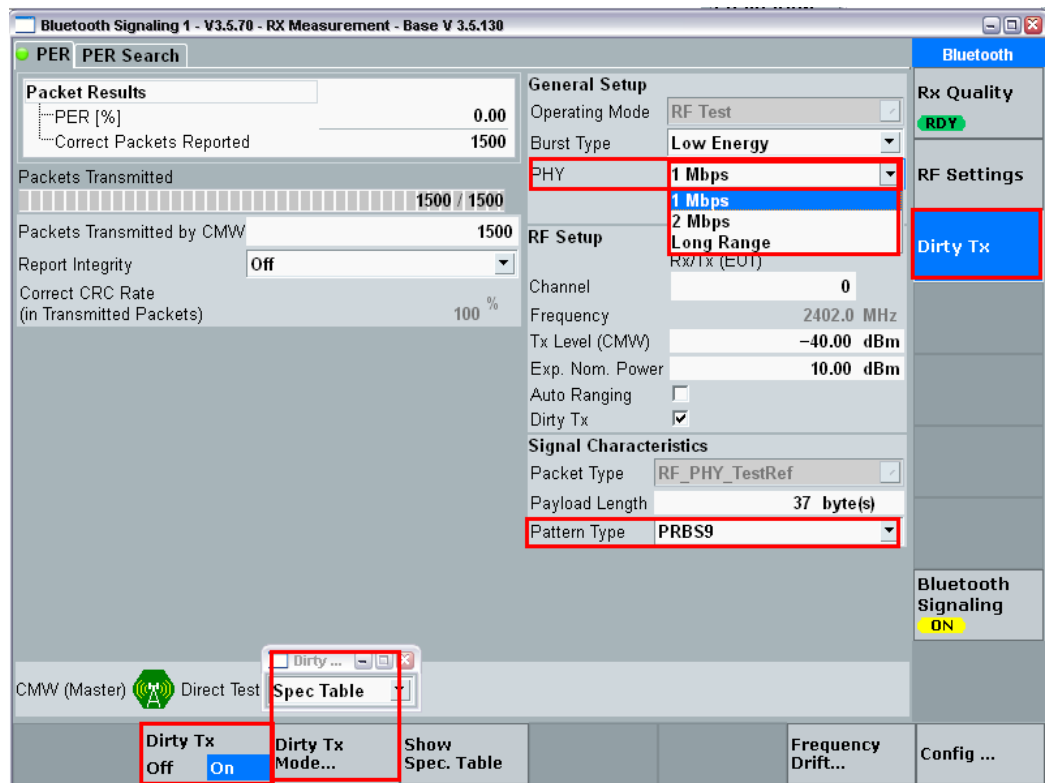 Bluetooth Signaling 1 - V3.5.70 - RX Measurement - Base V 3.5.130
PER PER Search
Packet Results
PER [%] 0.00
Correct Packets Reported 1500
Packets Transmitted
1500 / 1500
Packets Transmitted by CMW 1500
Report Integrity Off
Correct CRC Rate
(in Transmitted Packets) 100 %
General Setup
Operating Mode RF Test
Burst Type Low Energy
PHY 1 Mbps
1 Mbps
2 Mbps
Long Range
RF Setup
Rx/Tx (EUT)
Channel 0
Frequency 2402.0 MHz
Tx Level (CMW) −40.00 dBm
Exp. Nom. Power 10.00 dBm
Auto Ranging
Dirty Tx
Signal Characteristics
Packet Type RF_PHY_TestRef
Payload Length 37 byte(s)
Pattern Type PRBS9
Bluetooth
Rx Quality
RDY
RF Settings
Dirty Tx
Bluetooth
Signaling
ON
Dirty ...
CMW (Master) Direct Test Spec Table
Dirty Tx
Off On
Dirty Tx
Mode...
Show
Spec. Table
Frequency
Drift...
Config ...